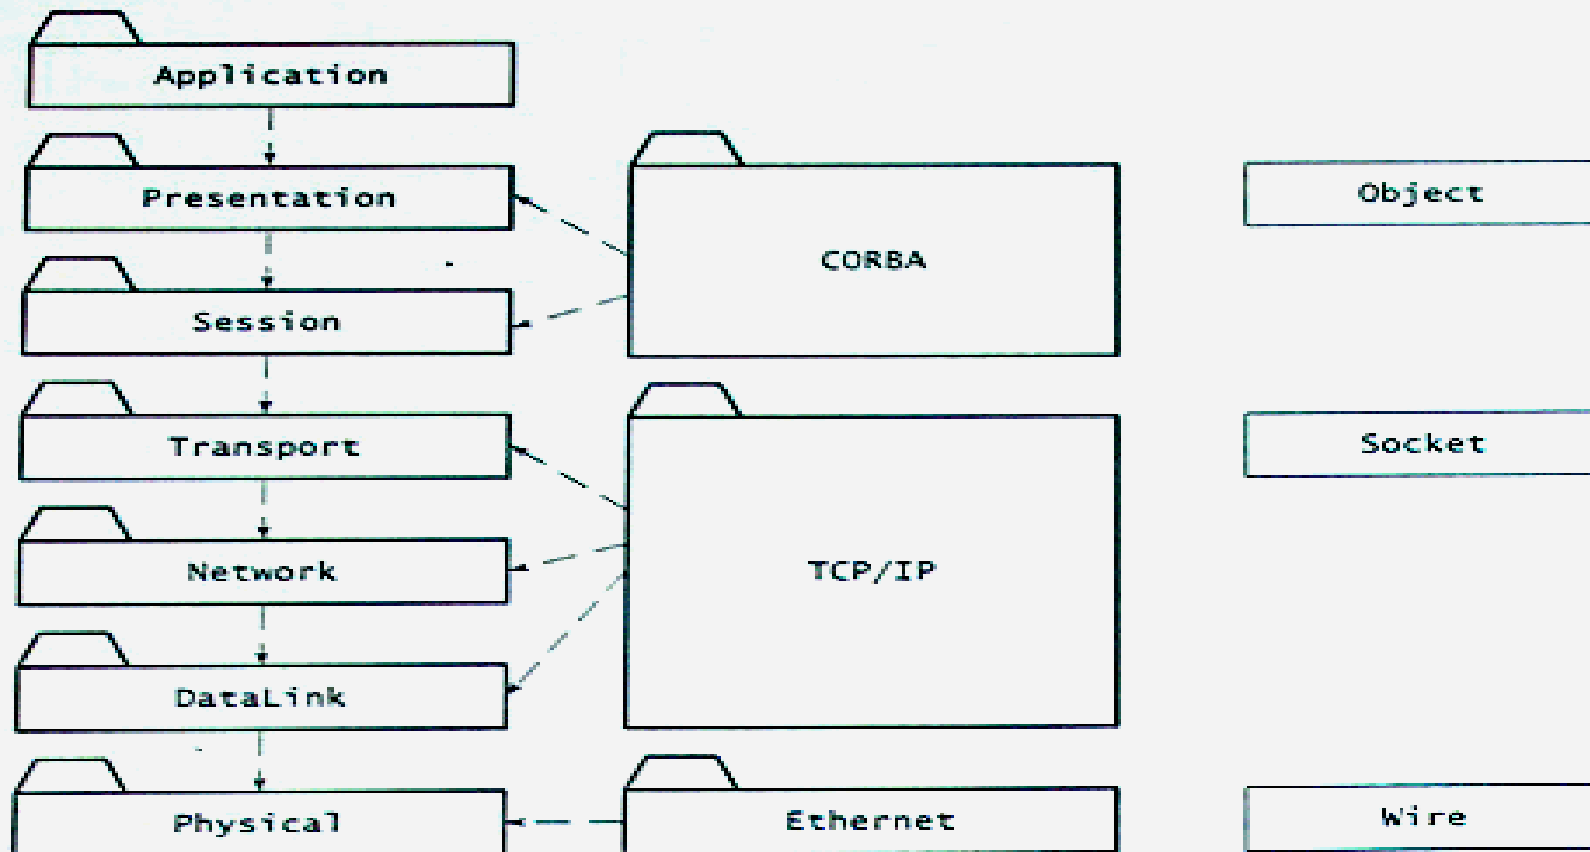 Application
Presentation
CORBA
Object
Session
Transport
Socket
Network
TCP/IP
DataLink
Physical
Ethernet
Wire